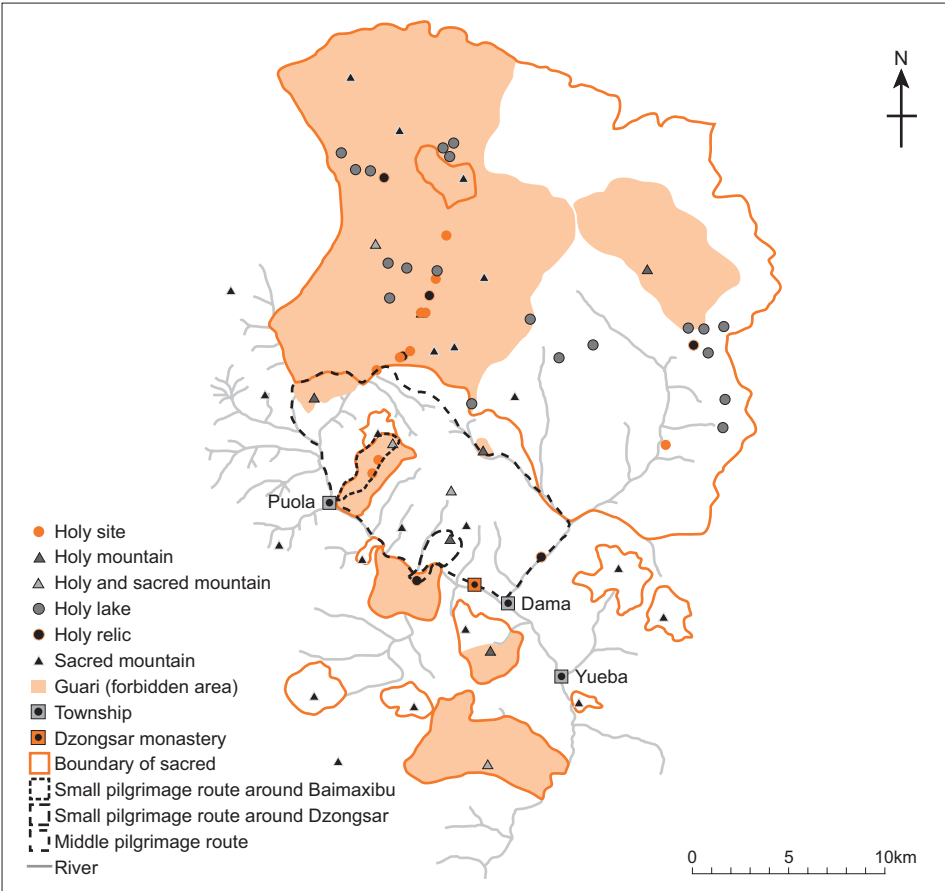 N
Puola
Dama
Yueba
Holy site
Holy mountain
Holy and sacred mountain
Holy lake
Holy relic
Sacred mountain
Guari (forbidden area)
Township
Dzongsar monastery
Boundary of sacred
Small pilgrimage route around Baimaxibu
Small pilgrimage route around Dzongsar
Middle pilgrimage route
River
0 5 10km